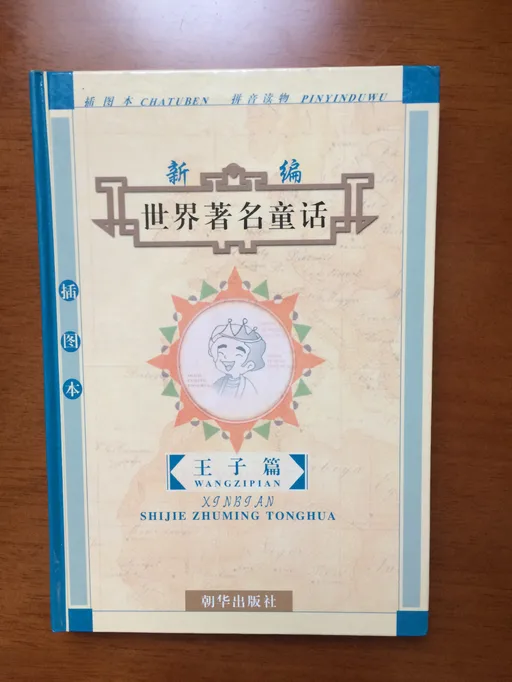 插图本 CHATUBEN 拼音读物 PINYINDUWU
新编
世界著名童话
插图本
王子篇
WANGZIPIAN
XINBIAN
SHIJIE ZHUMING TONGHUA
朝华出版社